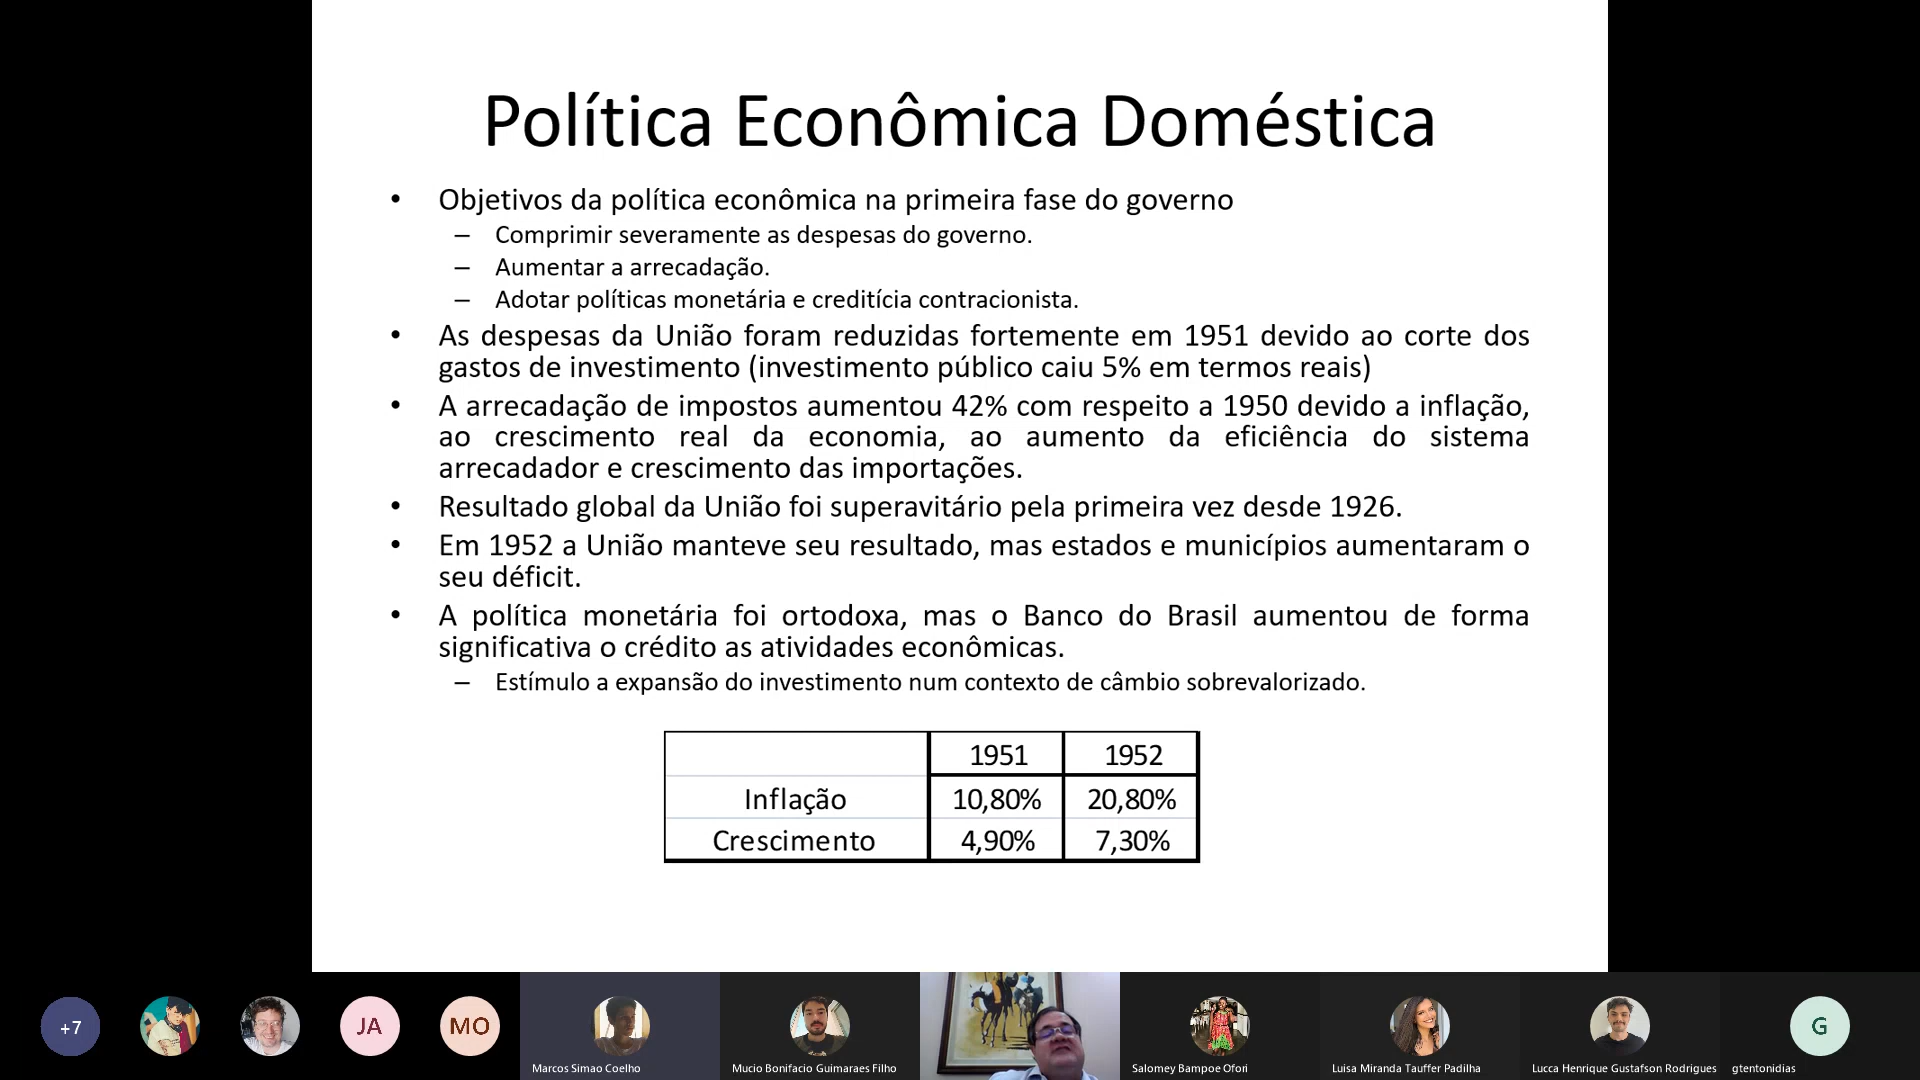 Política Econômica Doméstica
• Objetivos da política econômica na primeira fase do governo
– Comprimir severamente as despesas do governo.
– Aumentar a arrecadação.
– Adotar políticas monetária e creditícia contracionista.
• As despesas da União foram reduzidas fortemente em 1951 devido ao corte dos
gastos de investimento (investimento público caiu 5% em termos reais)
• A arrecadação de impostos aumentou 42% com respeito a 1950 devido a inflação,
ao crescimento real da economia, ao aumento da eficiência do sistema
arrecadador e crescimento das importações.
• Resultado global da União foi superavitário pela primeira vez desde 1926.
• Em 1952 a União manteve seu resultado, mas estados e municípios aumentaram o
seu déficit.
• A política monetária foi ortodoxa, mas o Banco do Brasil aumentou de forma
significativa o crédito as atividades econômicas.
– Estímulo a expansão do investimento num contexto de câmbio sobrevalorizado.
1951 1952
Inflação 10,80% 20,80%
Crescimento 4,90% 7,30%
+7 JA MO G
Marcos Simao Coelho Mucio Bonifacio Guimaraes Filho Salomey Bampoe Ofori Luisa Miranda Tauffer Padilha Lucca Henrique Gustafson Rodrigues gtentonidias